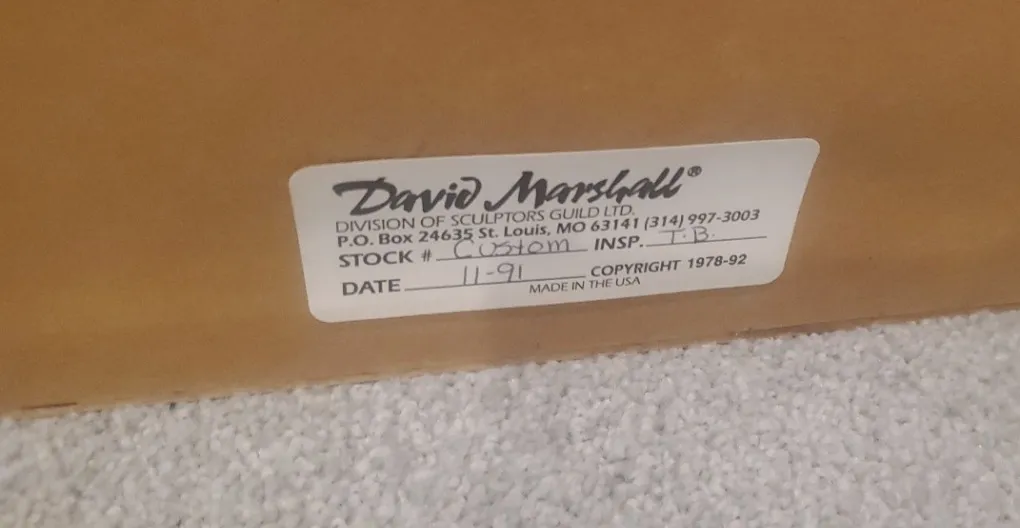 David Marshall®
DIVISION OF SCULPTORS GUILD LTD.
P.O. Box 24635 St. Louis, MO 63141 (314) 997-3003
STOCK # Custom INSP. T.B.
DATE 11-91 COPYRIGHT 1978-92
MADE IN THE USA